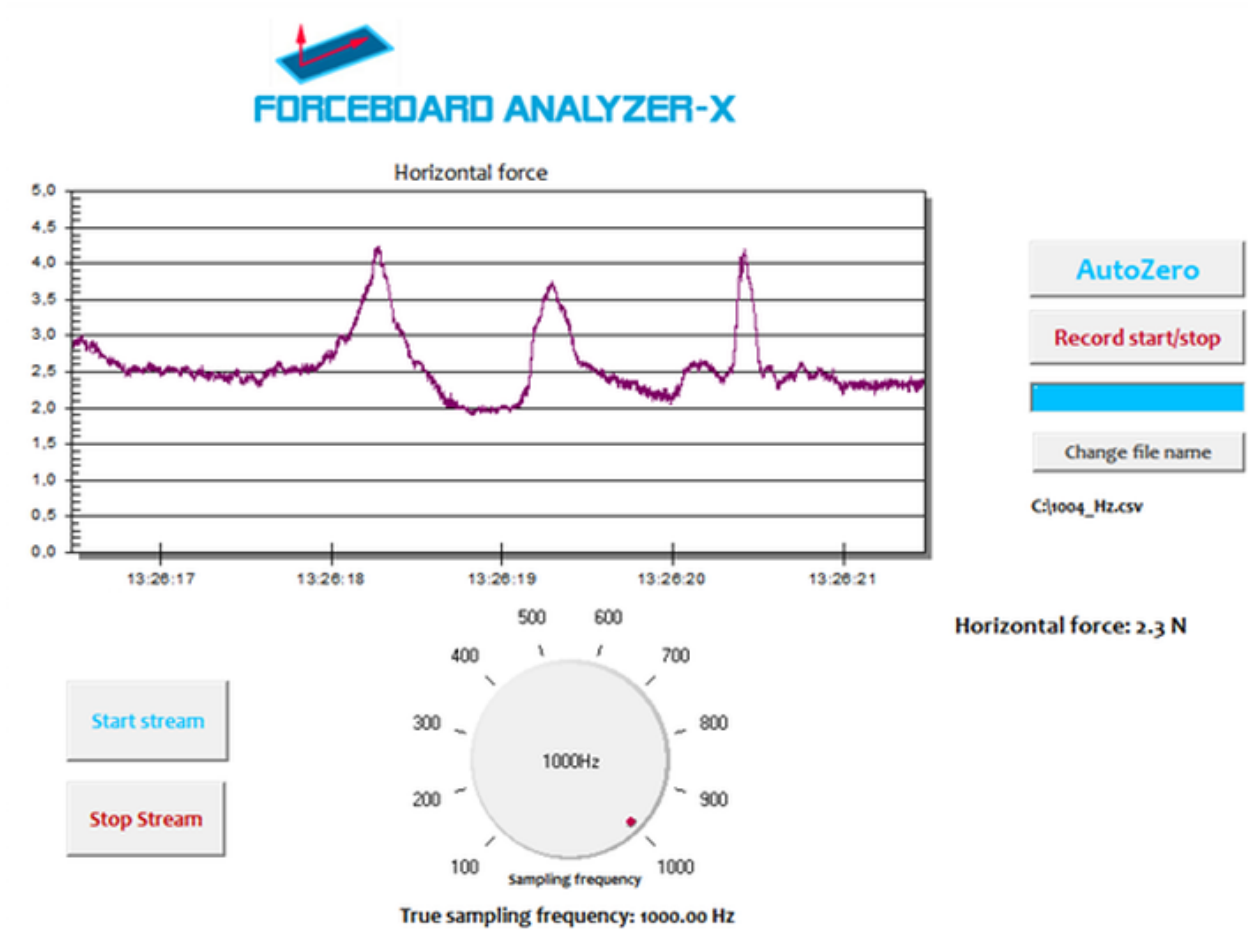 FORCEBOARD ANALYZER-X
Horizontal force
5,0
4,5
4,0
3,5
3,0
2,5
2,0
1,5
1,0
0,5
0,0
13:26:17 13:26:18 13:26:19 13:26:20 13:26:21
AutoZero
Record start/stop
Change file name
C:\1004_Hz.csv
Horizontal force: 2.3 N
Start stream
Stop Stream
500 600
400 700
300 800
1000Hz
200 900
100 1000
Sampling frequency
True sampling frequency: 1000.00 Hz